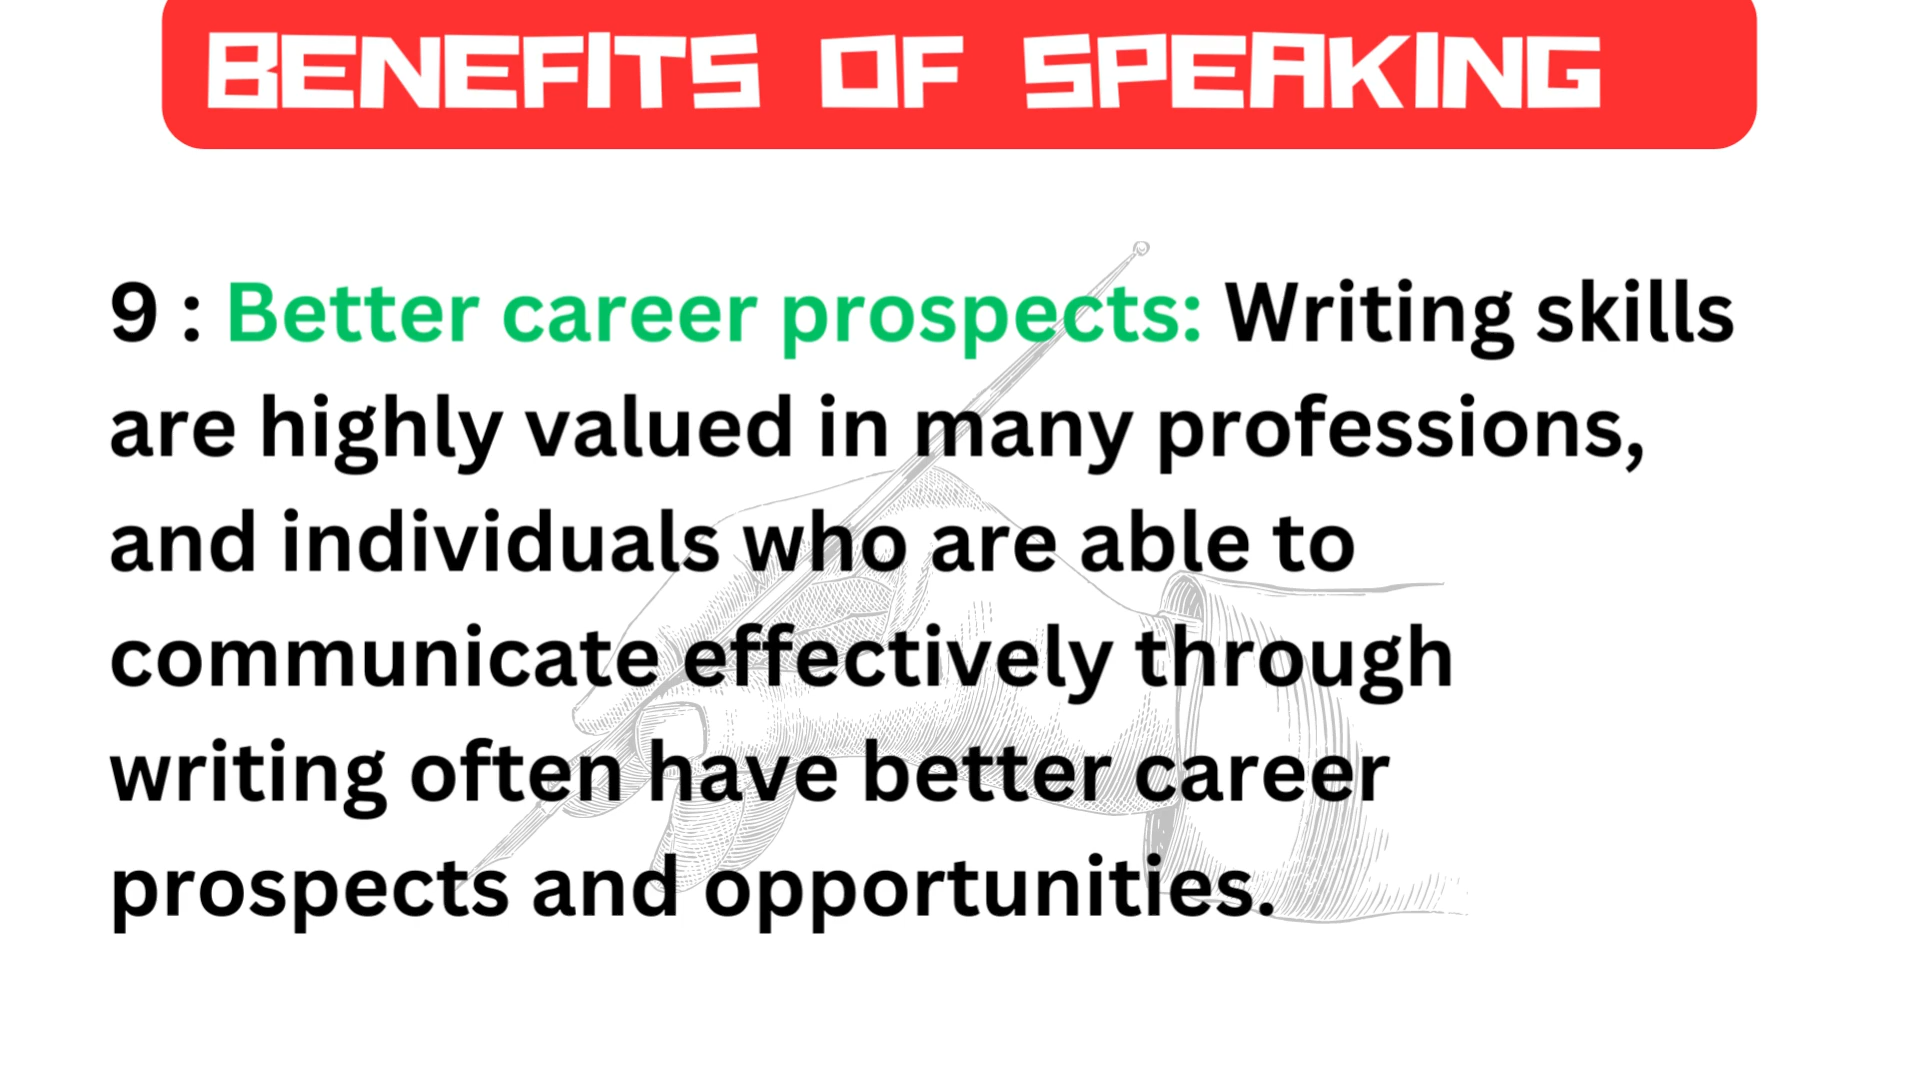 BENEFITS OF SPEAKING
9 : Better career prospects: Writing skills
are highly valued in many professions,
and individuals who are able to
communicate effectively through
writing often have better career
prospects and opportunities.